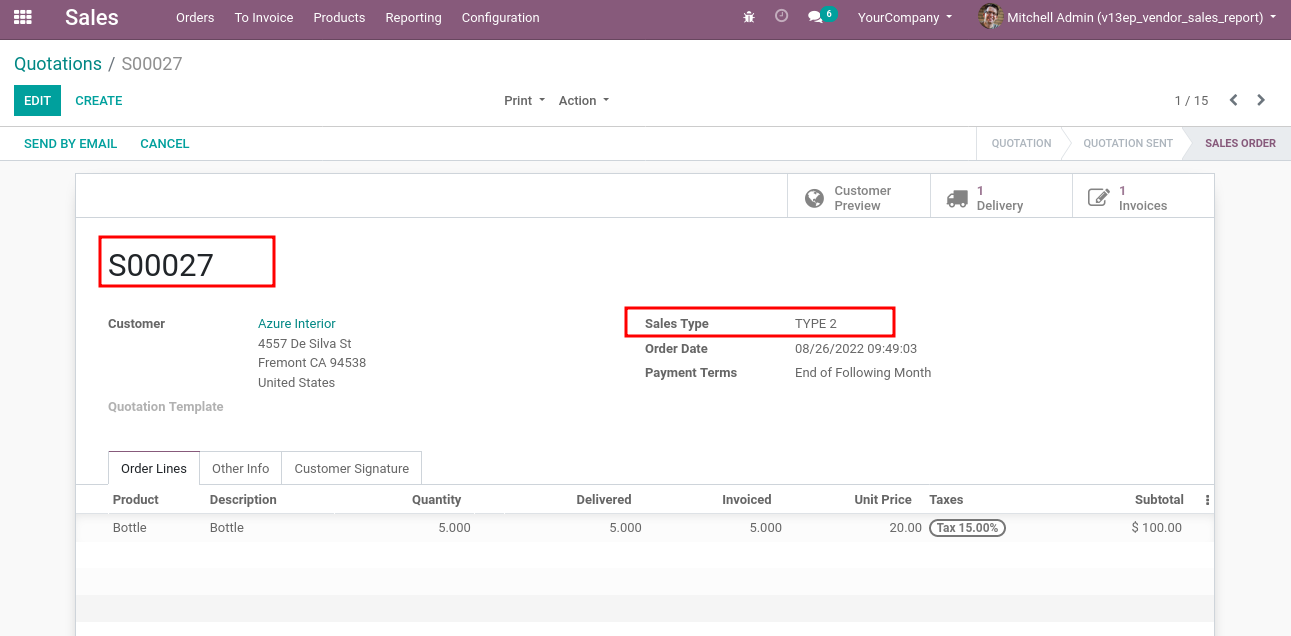 Sales Orders To Invoice Products Reporting Configuration 6 YourCompany Mitchell Admin (v13ep_vendor_sales_report)
Quotations / S00027
EDIT CREATE Print Action 1 / 15
SEND BY EMAIL CANCEL QUOTATION QUOTATION SENT SALES ORDER
Customer Preview 1 Delivery 1 Invoices
S00027
Customer Azure Interior Sales Type TYPE 2
4557 De Silva St Order Date 08/26/2022 09:49:03
Fremont CA 94538 Payment Terms End of Following Month
United States
Quotation Template
Order Lines Other Info Customer Signature
Product Description Quantity Delivered Invoiced Unit Price Taxes Subtotal
Bottle Bottle 5.000 5.000 5.000 20.00 Tax 15.00% $ 100.00